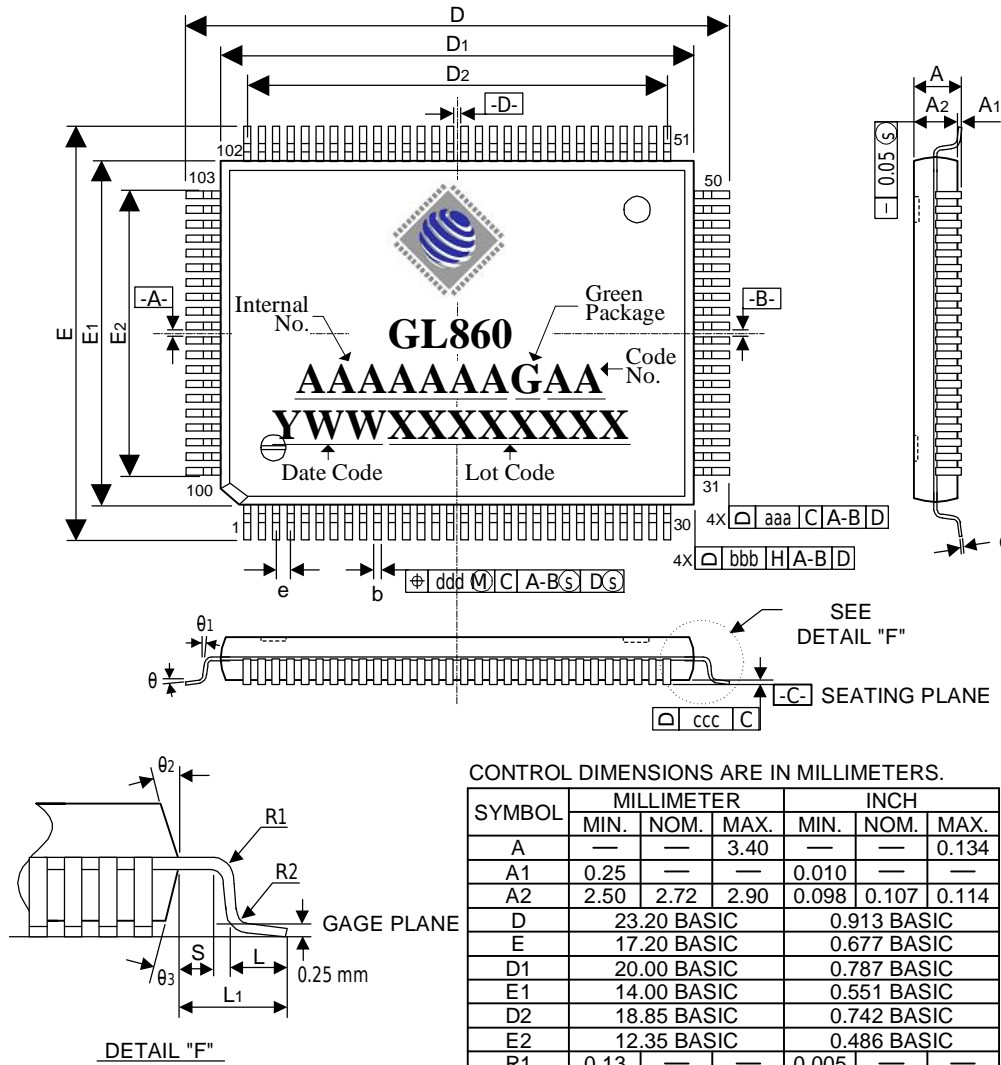 D
D1
D2
-D-
A
A2 A1
102 51
103 50
0.05 S
-A- -B-
E E1 E2
Internal
No.
Green
Package
GL860
Code
No.
AAAAAAAGAA
YWWXXXXXXXX
Date Code Lot Code
100 31
1 30
4X D aaa C A-B D
4X D bbb H A-B D
e b ddd M C A-B S D S
SEE
DETAIL "F"
θ1
θ
-C- SEATING PLANE
D ccc C
θ2
R1
R2
GAGE PLANE
0.25 mm
S L
θ3
L1
DETAIL "F"
CONTROL DIMENSIONS ARE IN MILLIMETERS.
SYMBOL MILLIMETER INCH
MIN. NOM. MAX. MIN. NOM. MAX.
A — — 3.40 — — 0.134
A1 0.25 — — 0.010 — —
A2 2.50 2.72 2.90 0.098 0.107 0.114
D 23.20 BASIC 0.913 BASIC
E 17.20 BASIC 0.677 BASIC
D1 20.00 BASIC 0.787 BASIC
E1 14.00 BASIC 0.551 BASIC
D2 18.85 BASIC 0.742 BASIC
E2 12.35 BASIC 0.486 BASIC
R1 0.13 — — 0.005 — —